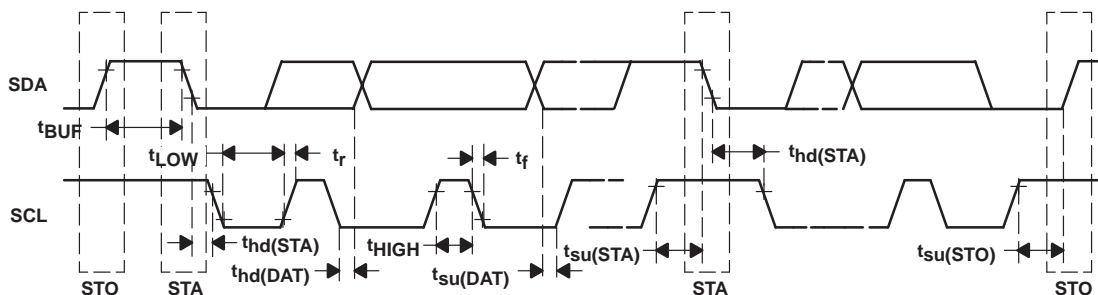 SDA
tBUF
tLOW
tr
tf
thd(STA)
SCL
thd(STA)
tHIGH
tsu(STA)
tsu(STO)
thd(DAT)
tsu(DAT)
STO
STA
STA
STO